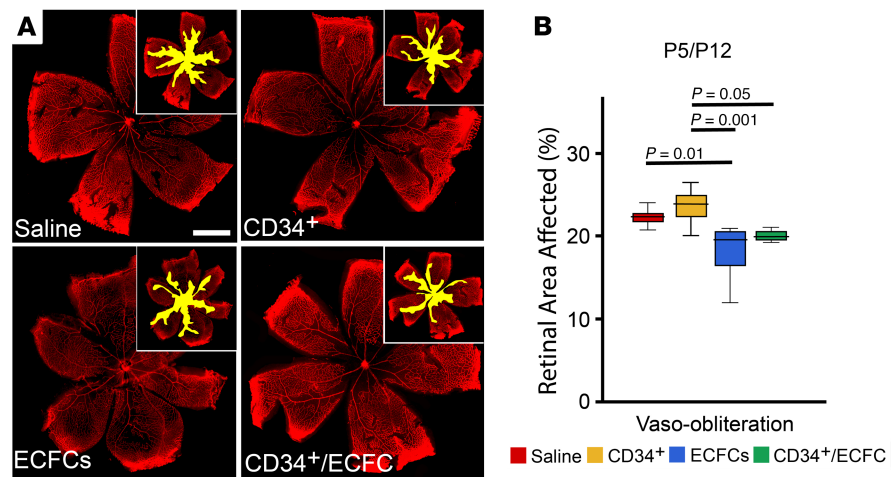 A
Saline
CD34+
ECFCs
CD34+/ECFC
B
P5/P12
P = 0.05
P = 0.001
P = 0.01
Retinal Area Affected (%)
30
20
10
0
Vaso-obliteration
Saline CD34+ ECFCs CD34+/ECFC